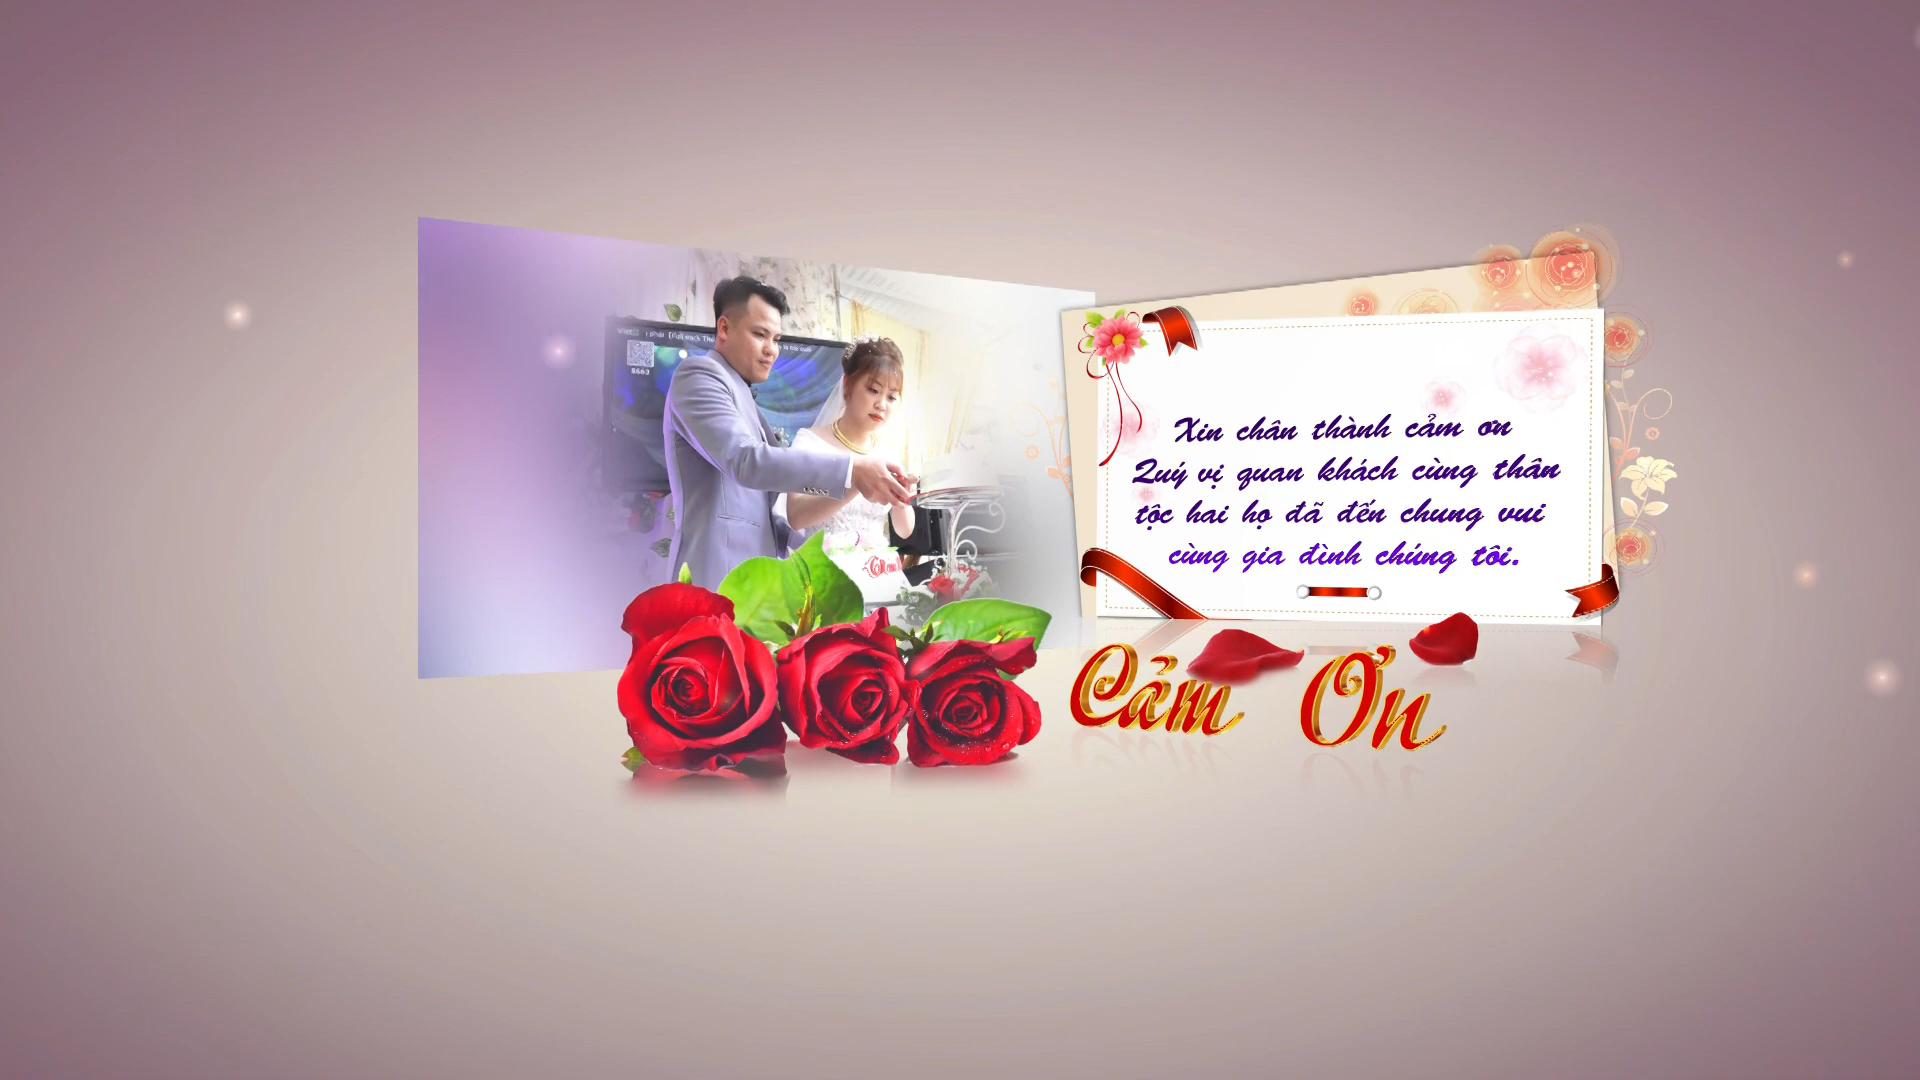 8663
Xin chân thành cảm ơn
Quý vị quan khách cùng thân
tộc hai họ đã đến chung vui
cùng gia đình chúng tôi.
Cảm Ơn